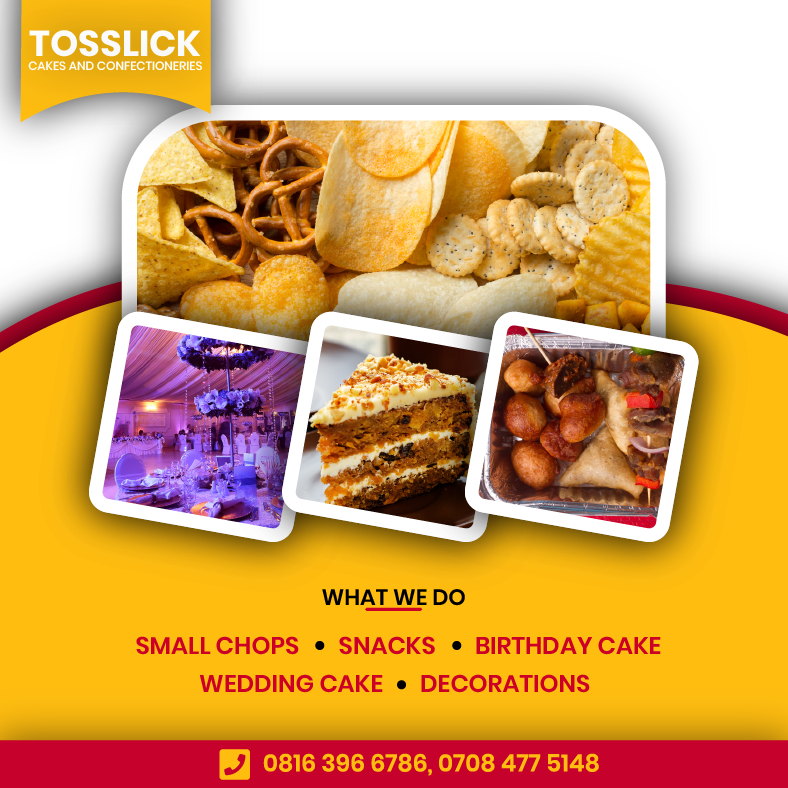 TOSSLICK
CAKES AND CONFECTIONERIES
WHAT WE DO
SMALL CHOPS • SNACKS • BIRTHDAY CAKE
WEDDING CAKE • DECORATIONS
0816 396 6786, 0708 477 5148